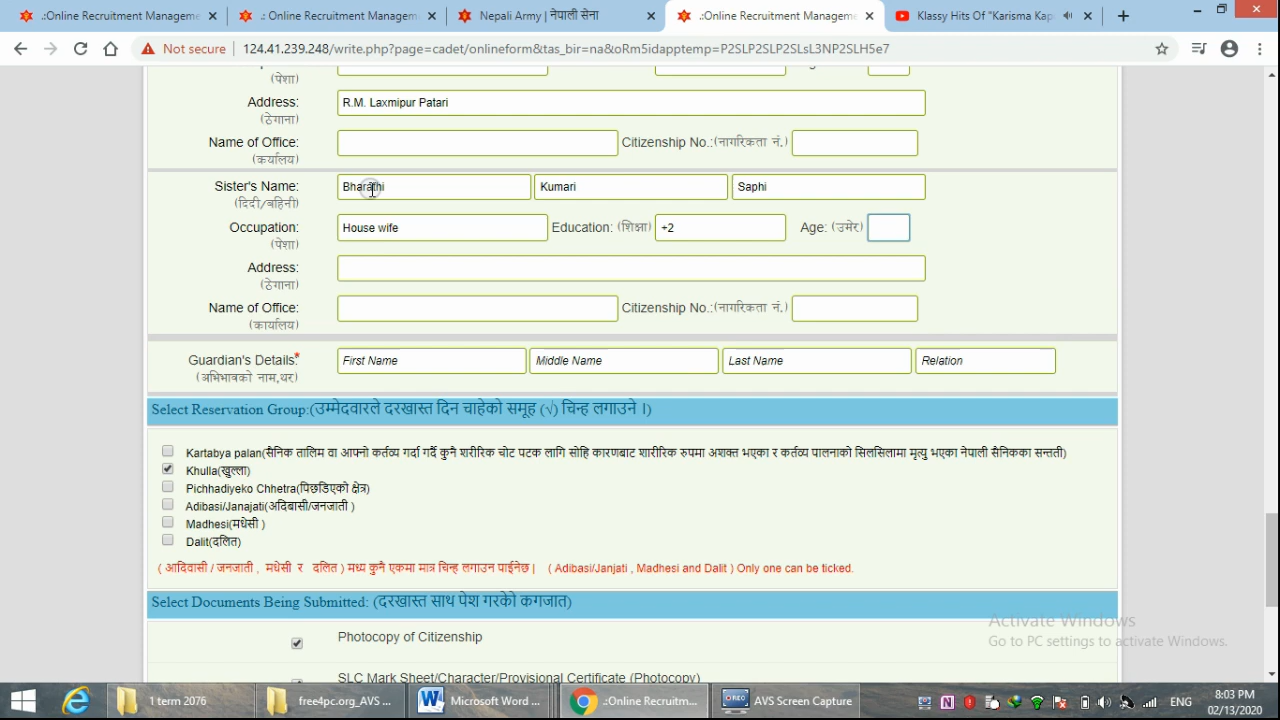 .:Online Recruitment Manageme
.: Online Recruitment Managem
Nepali Army | नेपाली सेना
.:Online Recruitment Manageme
Klassy Hits Of "Karisma Kap
Not secure
124.41.239.248/write.php?page=cadet/onlineform&tas_bir=na&oRm5idapptemp=P2SLP2SLP2SLsL3NP2SLH5e7
(पेशा)
Address:
R.M. Laxmipur Patari
(ठेगाना)
Name of Office:
Citizenship No.:(नागरिकता नं.)
(कर्यालय)
Sister's Name:
Bharathi
Kumari
Saphi
(दिदी/बहिनी)
Occupation:
House wife
Education: (शिक्षा)
+2
Age: (उमेर)
(पेशा)
Address:
(ठेगाना)
Name of Office:
Citizenship No.:(नागरिकता नं.)
(कार्यालय)
Guardian's Details:*
First Name
Middle Name
Last Name
Relation
(अभिभावको नाम,थर)
Select Reservation Group:(उम्मेदवारले दरखास्त दिन चाहेको समूह (√) चिन्ह लगाउने ।)
Kartabya palan(सैनिक तालिम वा आफ्नो कर्तव्य गर्दा गर्दै कुनै शारीरिक चोट पटक लागि सोहि कारणबाट शारीरिक रुपमा अशक्त भएका र कर्तव्य पालनाको सिलसिलामा मृत्यु भएका नेपाली सैनिकका सन्तती)
Khulla(खुल्ला)
Pichhadiyeko Chhetra(पिछडिएको क्षेत्र)
Adibasi/Janajati(अदिबासी/जनजाती )
Madhesi(मधेसी )
Dalit(दलित)
( आदिवासी / जनजाती , मधेसी र दलित ) मध्य कुनै एकमा मात्र चिन्ह लगाउन पाईनेछ | ( Adibasi/Janjati , Madhesi and Dalit ) Only one can be ticked.
Select Documents Being Submitted: (दरखास्त साथ पेश गरेको कगजात)
Photocopy of Citizenship
SLC Mark Sheet/Character/Provisional Certificate (Photocopy)
Activate Windows
Go to PC settings to activate Windows.
1 term 2076
free4pc.org_AVS ...
Microsoft Word ...
.:Online Recruitm...
AVS Screen Capture
ENG
8:03 PM
02/13/2020